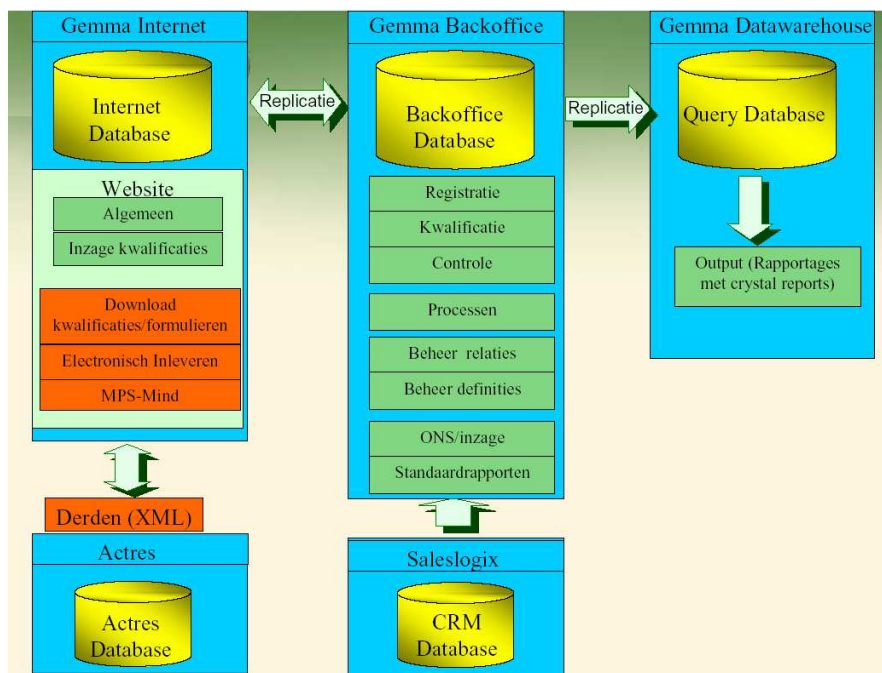 Gemma Internet
Internet
Database
Website
Algemeen
Inzage kwalificaties
Download
kwalificaties/formulieren
Electronisch Inleveren
MPS-Mind
Derden (XML)
Actres
Actres
Database
Replicatie
Gemma Backoffice
Backoffice
Database
Registratie
Kwalificatie
Controle
Processen
Beheer relaties
Beheer definities
ONS/inzage
Standaardrapporten
Saleslogix
CRM
Database
Replicatie
Gemma Datawarehouse
Query Database
Output (Rapportages
met crystal reports)